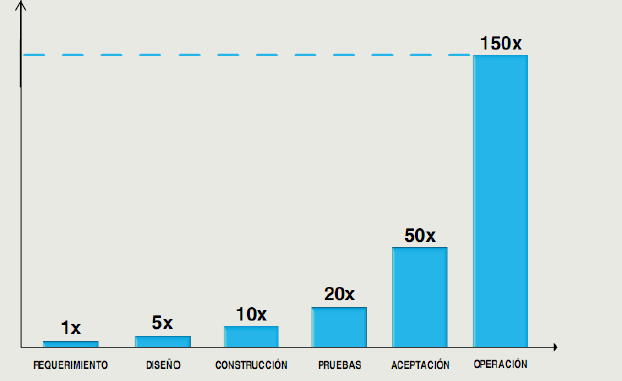 150x
50x
20x
10x
5x
1x
REQUERIMIENTO
DISEÑO
CONSTRUCCIÓN
PRUEBAS
ACEPTACIÓN
OPERACIÓN